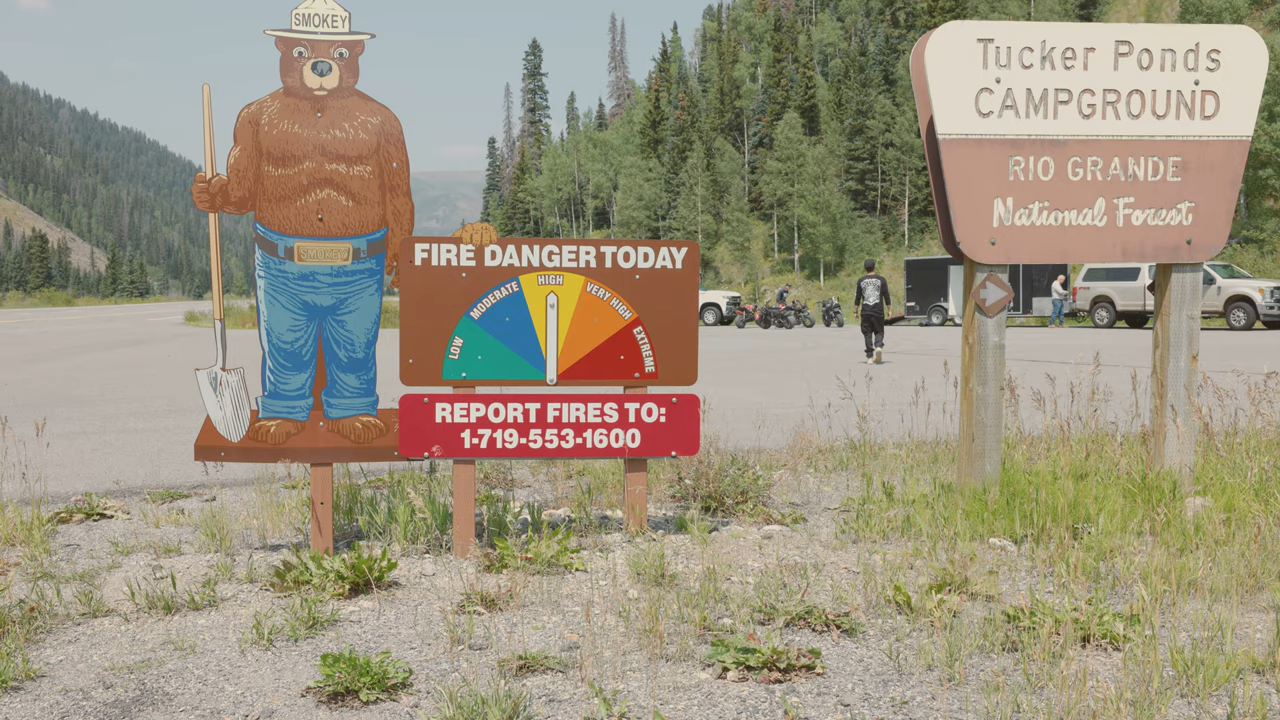 SMOKEY
SMOKEY
FIRE DANGER TODAY
LOW
MODERATE
HIGH
VERY HIGH
EXTREME
REPORT FIRES TO:
1-719-553-1600
Tucker Ponds
CAMPGROUND
RIO GRANDE
National Forest